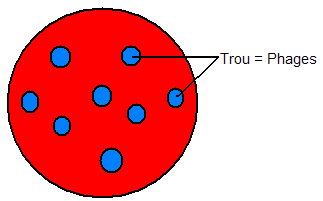 Trou = Phages